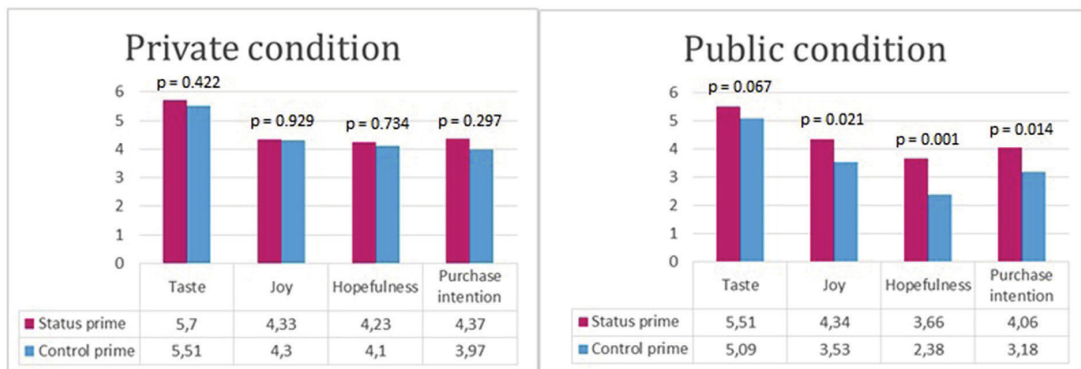 Private condition
p = 0.422
p = 0.929
p = 0.734
p = 0.297
6
5
4
3
2
1
0
Taste
Joy
Hopefulness
Purchase
intention
Status prime 5,7 4,33 4,23 4,37
Control prime 5,51 4,3 4,1 3,97
Public condition
p = 0.067
p = 0.021
p = 0.001
p = 0.014
6
5
4
3
2
1
0
Taste
Joy
Hopefulness
Purchase
intention
Status prime 5,51 4,34 3,66 4,06
Control prime 5,09 3,53 2,38 3,18